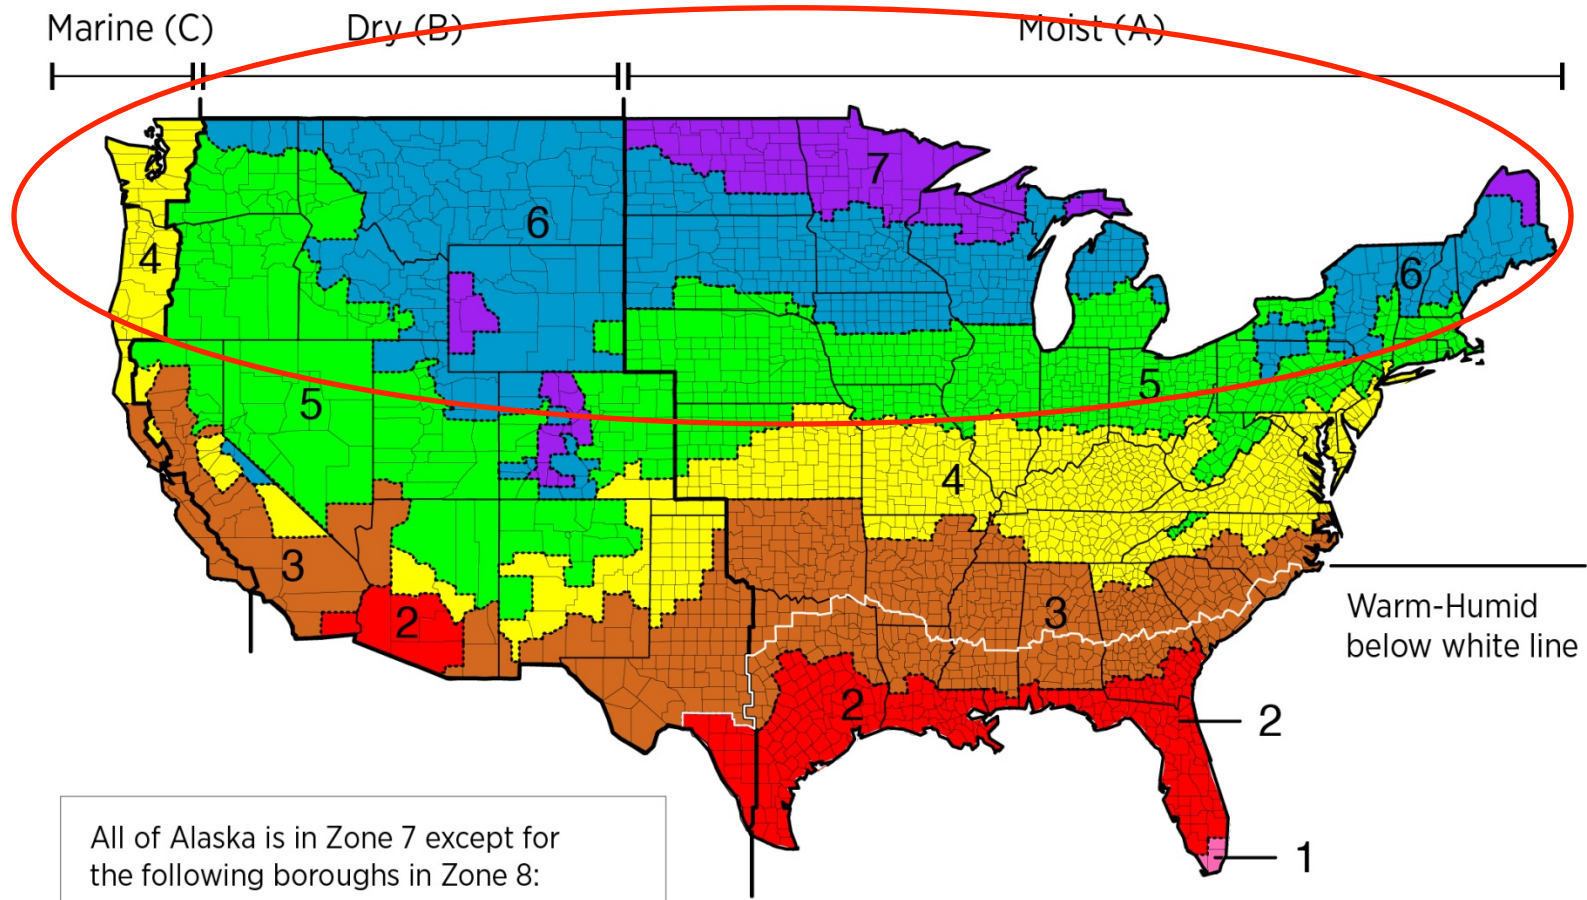 Marine (C) Dry (B) Moist (A)
7
6
4
6
5
5
4
3
3
2
Warm-Humid
below white line
2
2
1
All of Alaska is in Zone 7 except for
the following boroughs in Zone 8: